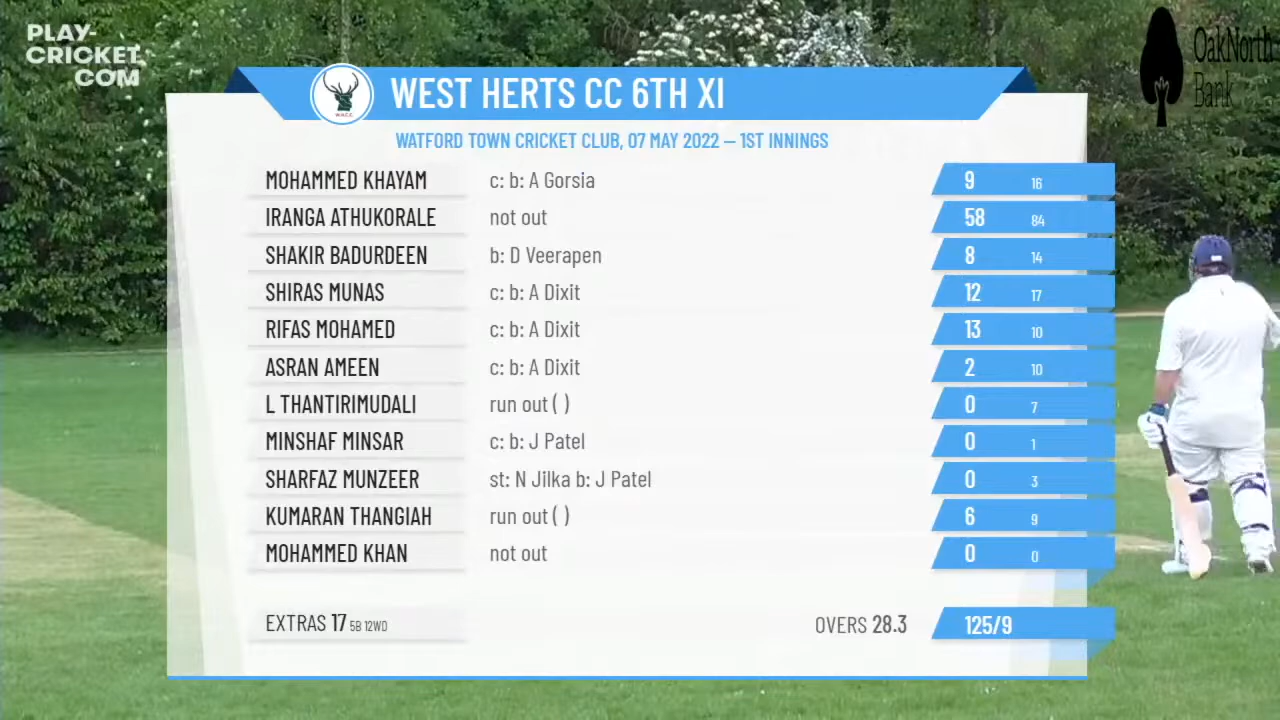 PLAY-
CRICKET
.COM
OakNorth
Bank
WEST HERTS CC 6TH XI
W.H.C.C.
WATFORD TOWN CRICKET CLUB, 07 MAY 2022 – 1ST INNINGS
MOHAMMED KHAYAM c: b: A Gorsia 9 16
IRANGA ATHUKORALE not out 58 84
SHAKIR BADURDEEN b: D Veerapen 8 14
SHIRAS MUNAS c: b: A Dixit 12 17
RIFAS MOHAMED c: b: A Dixit 13 10
ASRAN AMEEN c: b: A Dixit 2 10
L THANTIRIMUDALI run out ( ) 0 7
MINSHAF MINSAR c: b: J Patel 0 1
SHARFAZ MUNZEER st: N Jilka b: J Patel 0 3
KUMARAN THANGIAH run out ( ) 6 9
MOHAMMED KHAN not out 0 0
EXTRAS 17 5B 12WD OVERS 28.3 125/9